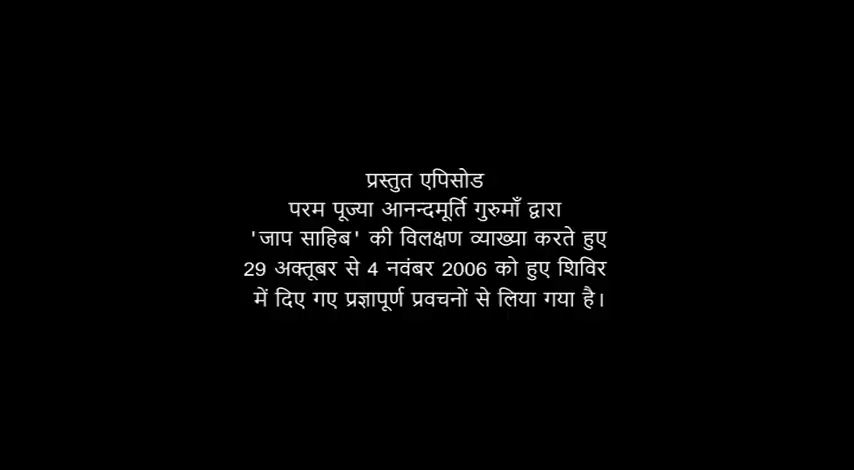 प्रस्तुत एपिसोड
परम पूज्या आनन्दमूर्ति गुरुमाँ द्वारा
'जाप साहिब' की विलक्षण व्याख्या करते हुए
29 अक्तूबर से 4 नवंबर 2006 को हुए शिविर
में दिए गए प्रज्ञापूर्ण प्रवचनों से लिया गया है।